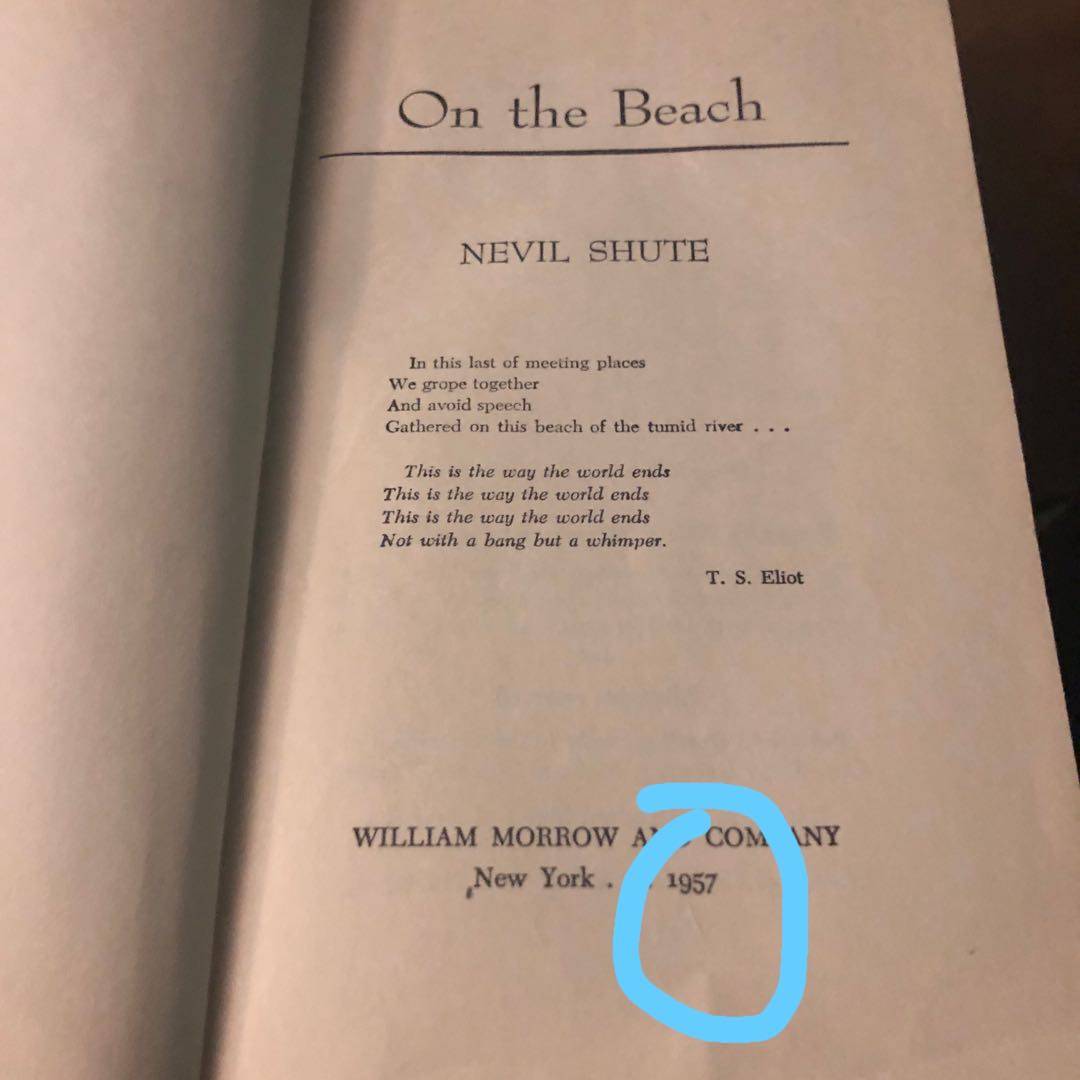 On the Beach
NEVIL SHUTE
In this last of meeting places
We grope together
And avoid speech
Gathered on this beach of the tumid river . . .
This is the way the world ends
This is the way the world ends
This is the way the world ends
Not with a bang but a whimper.
T. S. Eliot
WILLIAM MORROW AND COMPANY
New York . . 1957